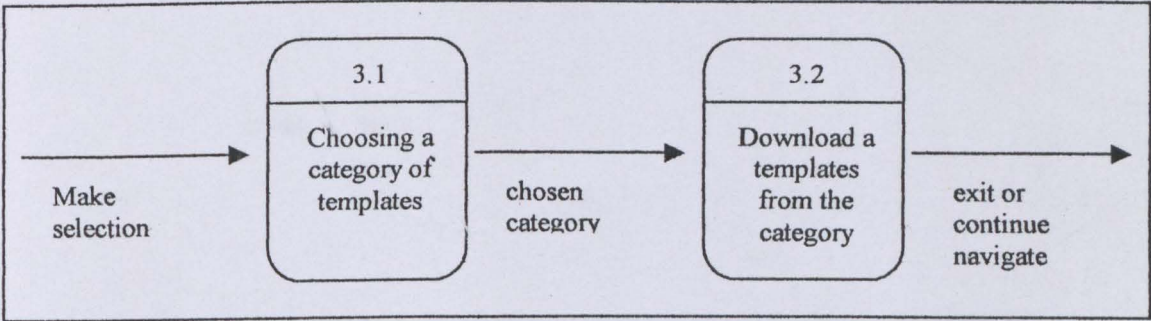 3.1
Choosing a
category of
templates
3.2
Download a
templates
from the
category
Make
selection
chosen
category
exit or
continue
navigate